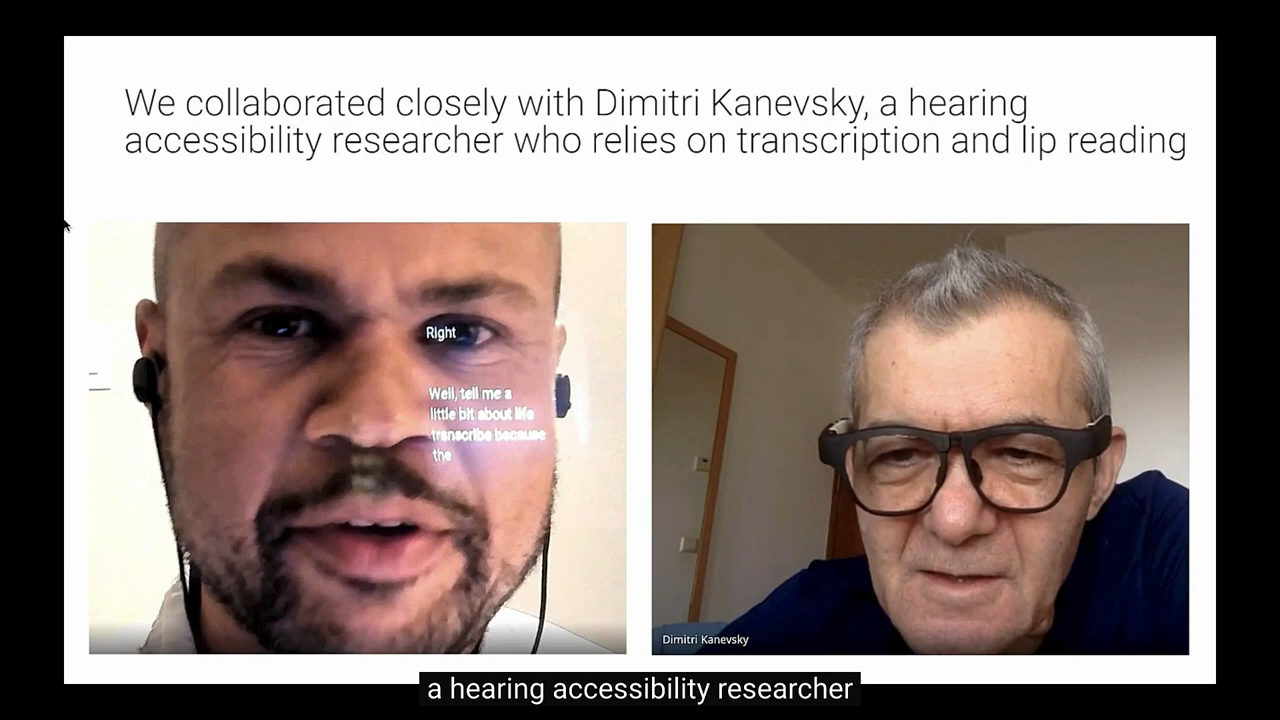 We collaborated closely with Dimitri Kanevsky, a hearing
accessibility researcher who relies on transcription and lip reading
Right
Well, tell me a
little bit about life
transcribe because
the
Dimitri Kanevsky
a hearing accessibility researcher